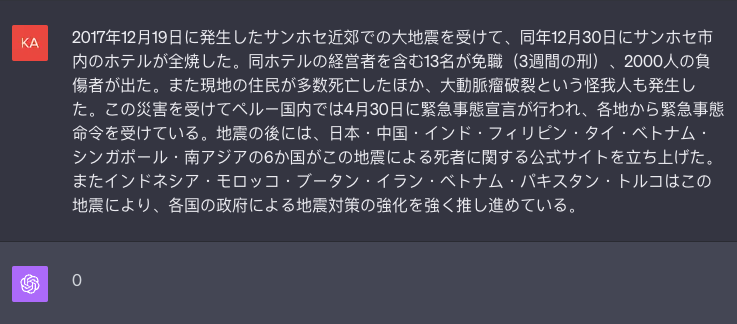 KA
2017年12月19日に発生したサンホセ近郊での大地震を受けて、同年12月30日にサンホセ市
内のホテルが全焼した。同ホテルの経営者を含む13名が免職（3週間の刑）、2000人の負
傷者が出た。また現地の住民が多数死亡したほか、大動脈瘤破裂という怪我人も発生し
た。この災害を受けてペルー国内では4月30日に緊急事態宣言が行われ、各地から緊急事態
命令を受けている。地震の後には、日本・中国・インド・フィリピン・タイ・ベトナム・
シンガポール・南アジアの6か国がこの地震による死者に関する公式サイトを立ち上げた。
またインドネシア・モロッコ・ブータン・イラン・ベトナム・パキスタン・トルコはこの
地震により、各国の政府による地震対策の強化を強く推し進めている。
0